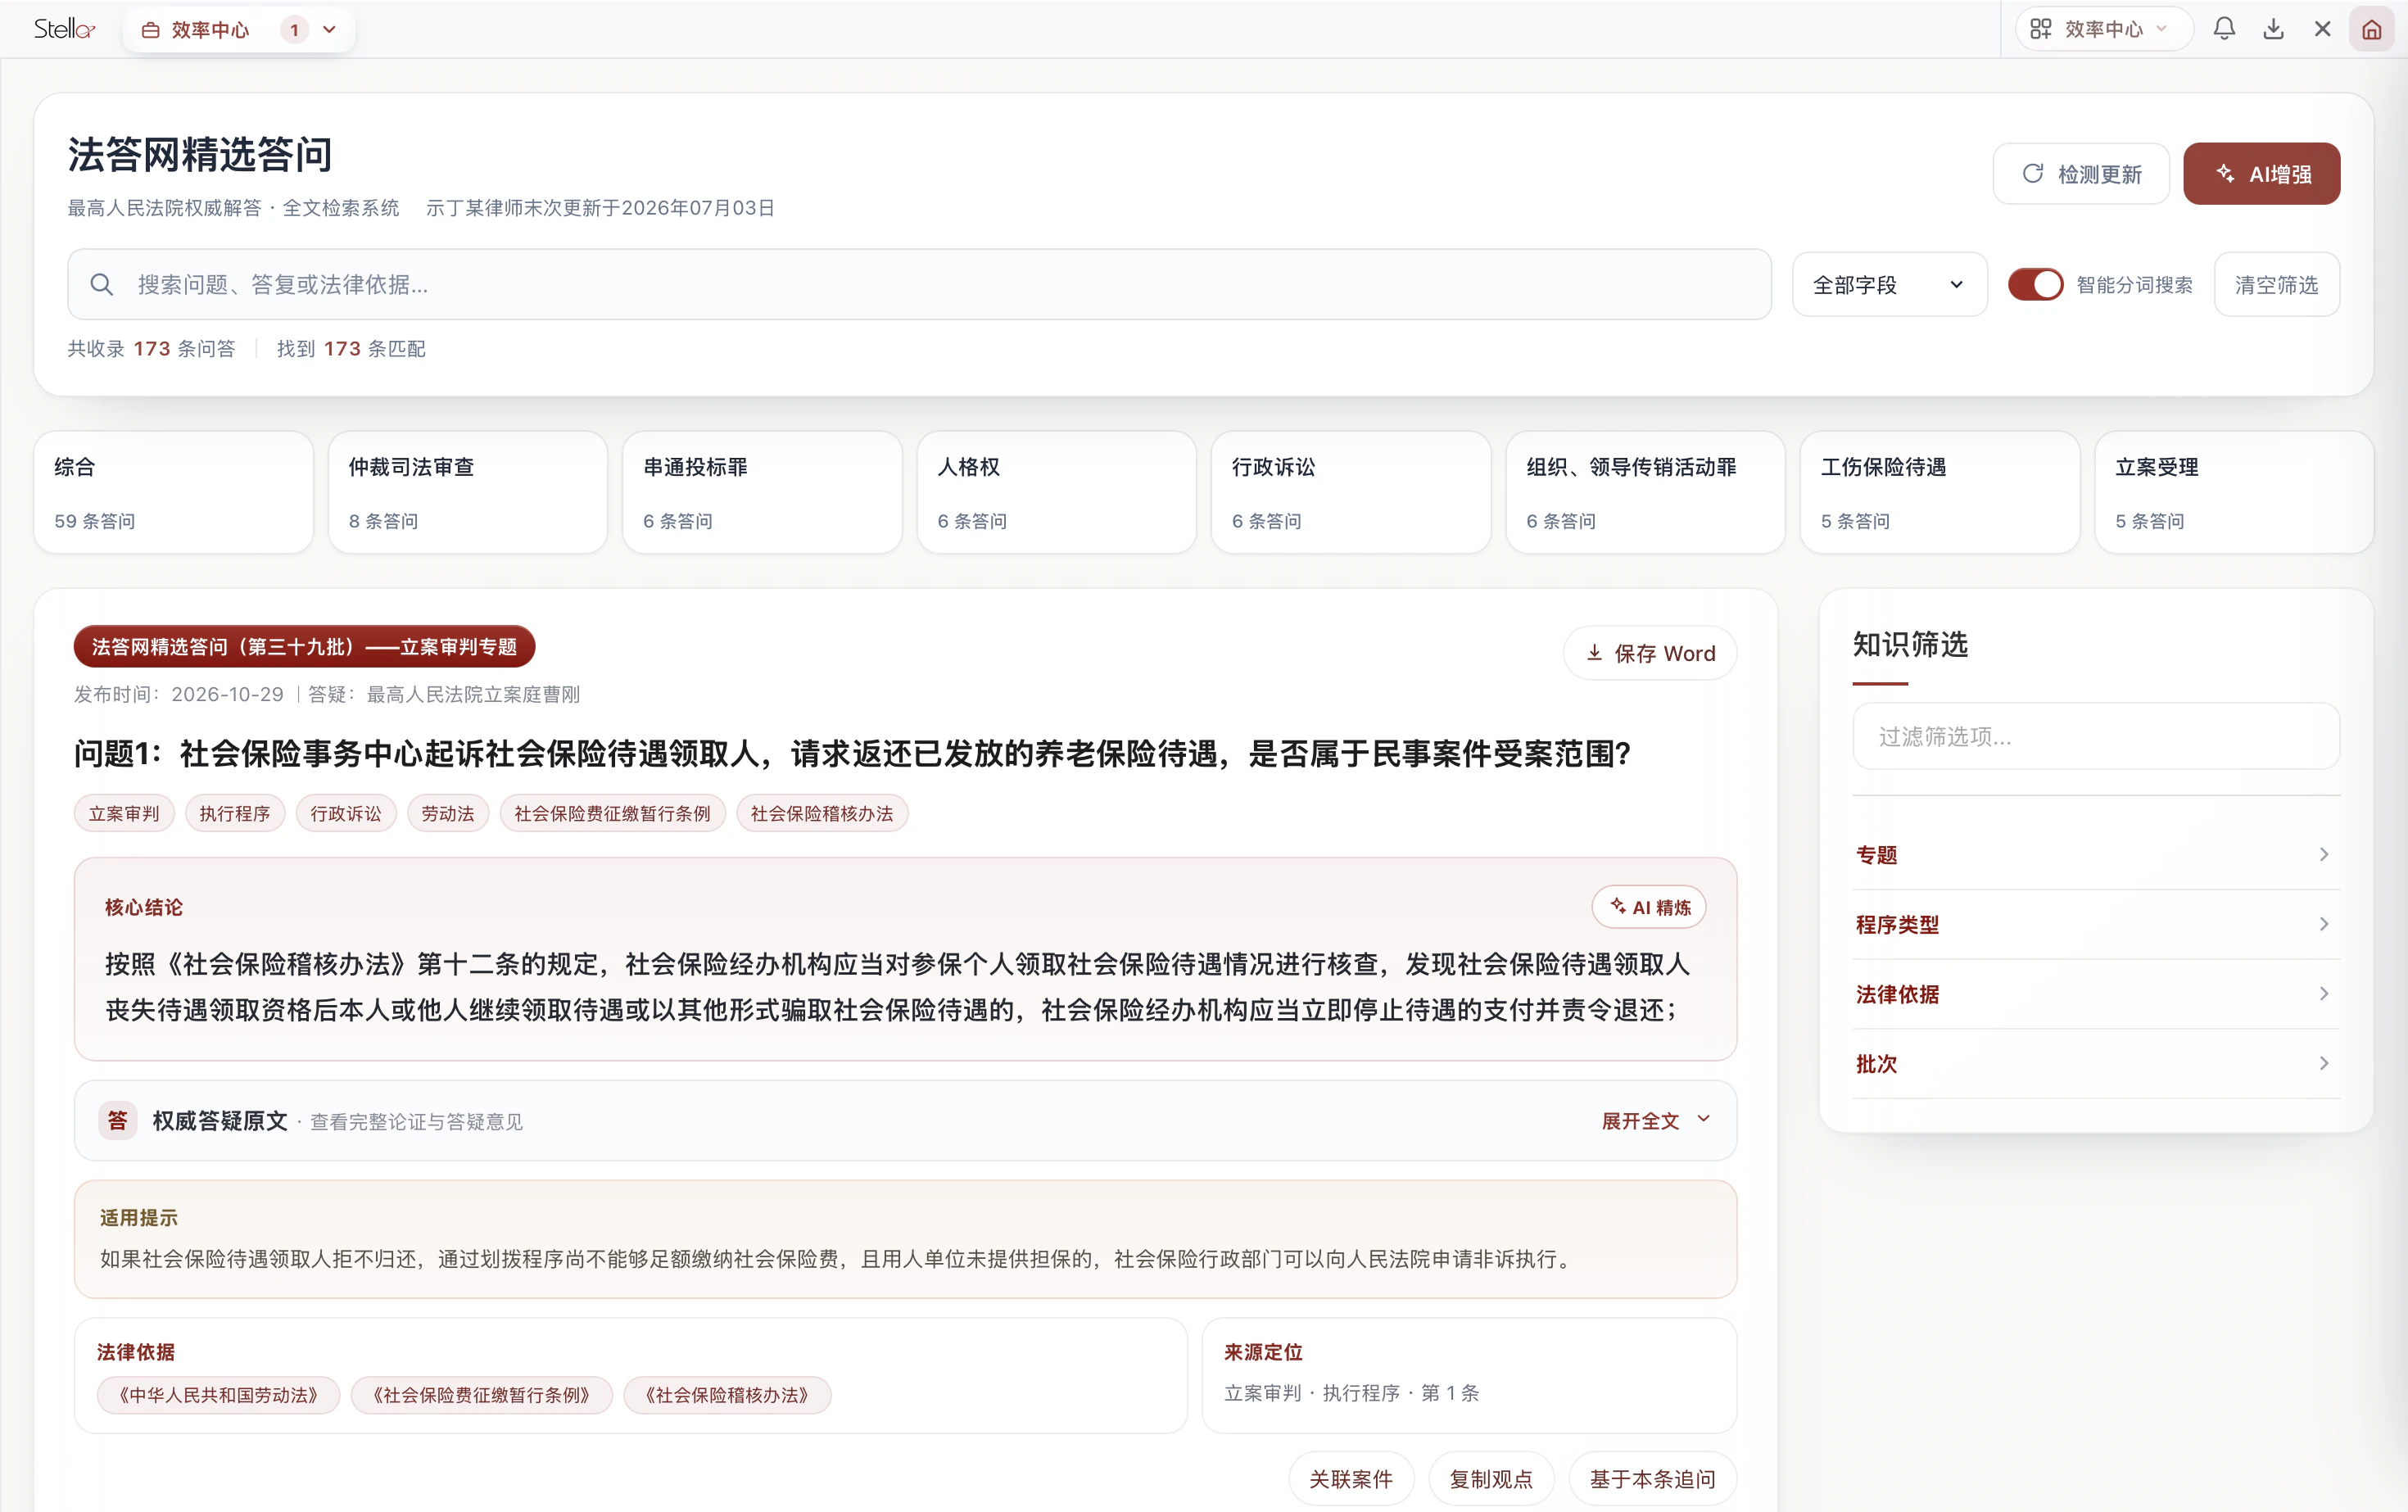 Stellar
效率中心 1
效率中心
法答网精选答问
最高人民法院权威解答 · 全文检索系统 示丁某律师末次更新于2026年07月03日
检测更新
AI增强
搜索问题、答复或法律依据...
全部字段
智能分词搜索
清空筛选
共收录 173 条问答 | 找到 173 条匹配
综合
59 条答问
仲裁司法审查
8 条答问
串通投标罪
6 条答问
人格权
6 条答问
行政诉讼
6 条答问
组织、领导传销活动罪
6 条答问
工伤保险待遇
5 条答问
立案受理
5 条答问
法答网精选答问（第三十九批）——立案审判专题
保存 Word
发布时间：2026-10-29 | 答疑：最高人民法院立案庭曹刚
问题1：社会保险事务中心起诉社会保险待遇领取人，请求返还已发放的养老保险待遇，是否属于民事案件受案范围?
立案审判 执行程序 行政诉讼 劳动法 社会保险费征缴暂行条例 社会保险稽核办法
核心结论
AI 精炼
按照《社会保险稽核办法》第十二条的规定，社会保险经办机构应当对参保个人领取社会保险待遇情况进行核查，发现社会保险待遇领取人
丧失待遇领取资格后本人或他人继续领取待遇或以其他形式骗取社会保险待遇的，社会保险经办机构应当立即停止待遇的支付并责令退还；
答 权威答疑原文 · 查看完整论证与答疑意见
展开全文
适用提示
如果社会保险待遇领取人拒不归还，通过划拨程序尚不能够足额缴纳社会保险费，且用人单位未提供担保的，社会保险行政部门可以向人民法院申请非诉执行。
法律依据
《中华人民共和国劳动法》 《社会保险费征缴暂行条例》 《社会保险稽核办法》
来源定位
立案审判 · 执行程序 · 第 1 条
关联案件
复制观点
基于本条追问
知识筛选
过滤筛选项...
专题
程序类型
法律依据
批次